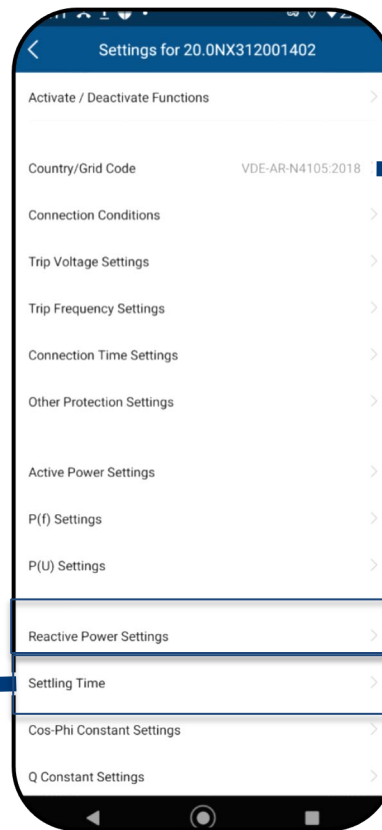 Settings for 20.0NX312001402
Activate / Deactivate Functions
Country/Grid Code VDE-AR-N4105:2018
Connection Conditions
Trip Voltage Settings
Trip Frequency Settings
Connection Time Settings
Other Protection Settings
Active Power Settings
P(f) Settings
P(U) Settings
Reactive Power Settings
Settling Time
Cos-Phi Constant Settings
Q Constant Settings